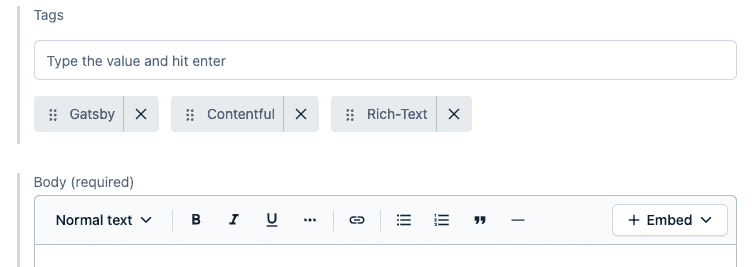 Tags
Type the value and hit enter
Gatsby Contentful Rich-Text
Body (required)
Normal text B I U Embed